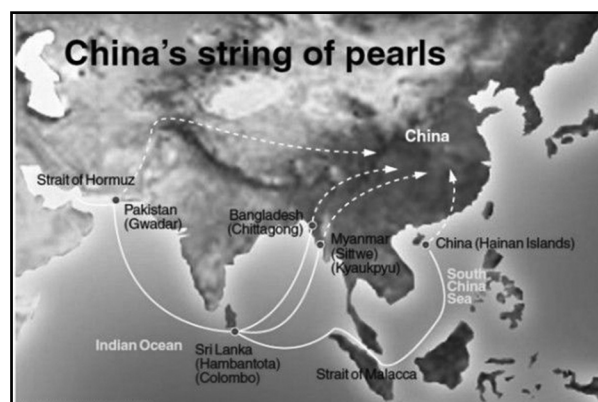 China's string of pearls
China
Strait of Hormuz
Pakistan
(Gwadar)
Bangladesh
(Chittagong)
Myanmar
(Sittwe)
(Kyaukpyu)
China (Hainan Islands)
South
China
Sea
Indian Ocean
Sri Lanka
(Hambantota)
(Colombo)
Strait of Malacca